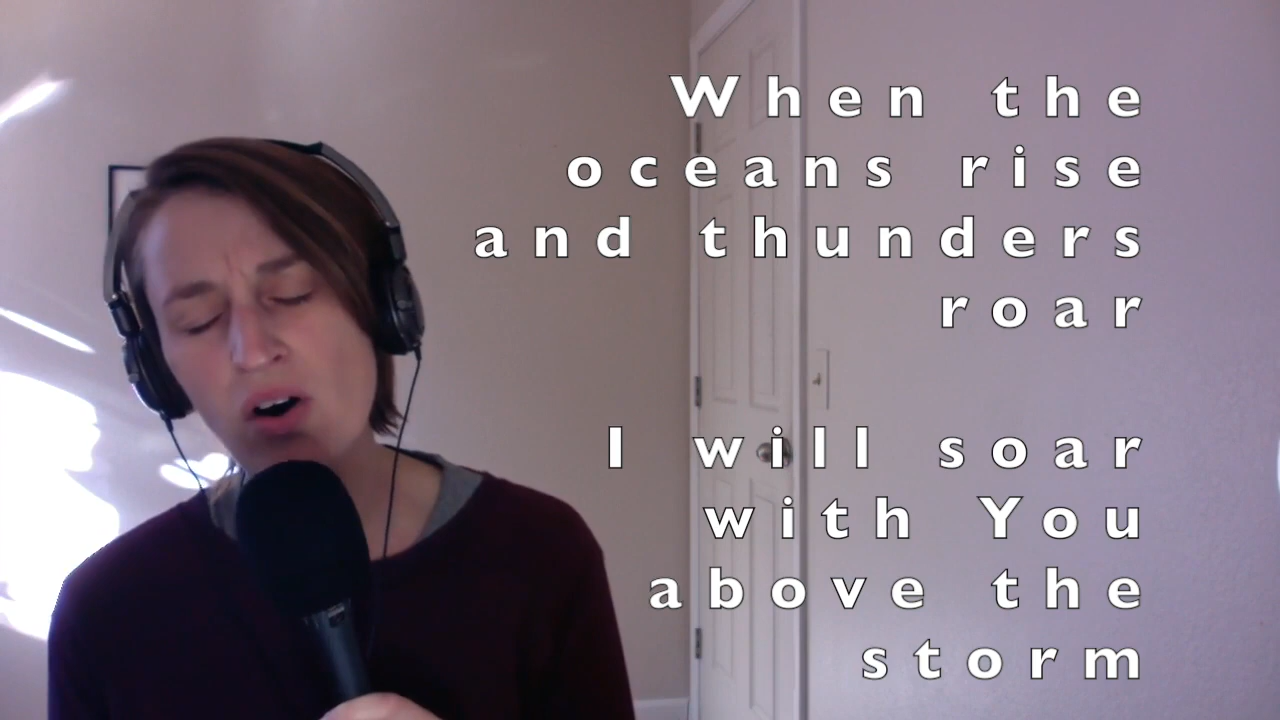 When the
oceans rise
and thunders
roar
I will soar
with You
above the
storm